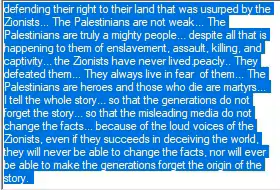 defending their right to their land that was usurped by the
Zionists... The Palestinians are not weak... The
Palestinians are truly a mighty people... despite all that is
happening to them of enslavement, assault, killing, and
captivity... the Zionists have never lived peacly.. They
defeated them... They always live in fear of them... The
Palestinians are heroes and those who die are martyrs...
I tell the whole story... so that the generations do not
forget the story... so that the misleading media do not
change the facts... because of the loud voices of the
Zionists, even if they succeeds in deceiving the world,
they will never be able to change the facts, nor will ever
be able to make the generations forget the origin of the
story.